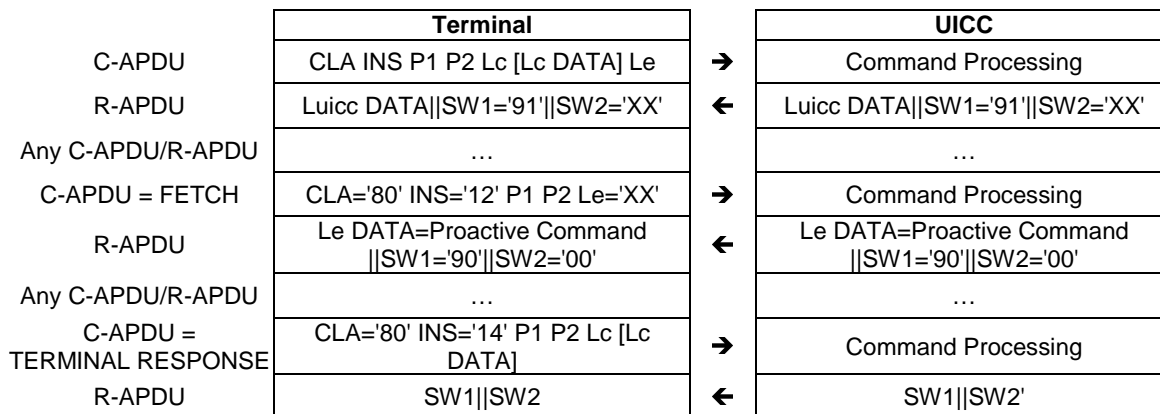 Terminal UICC
C-APDU CLA INS P1 P2 Lc [Lc DATA] Le → Command Processing
R-APDU Luicc DATA||SW1='91'||SW2='XX' ← Luicc DATA||SW1='91'||SW2='XX'
Any C-APDU/R-APDU … …
C-APDU = FETCH CLA='80' INS='12' P1 P2 Le='XX' → Command Processing
R-APDU Le DATA=Proactive Command ← Le DATA=Proactive Command
||SW1='90'||SW2='00' ||SW1='90'||SW2='00'
Any C-APDU/R-APDU … …
C-APDU = CLA='80' INS='14' P1 P2 Lc [Lc → Command Processing
TERMINAL RESPONSE DATA]
R-APDU SW1||SW2 ← SW1||SW2'